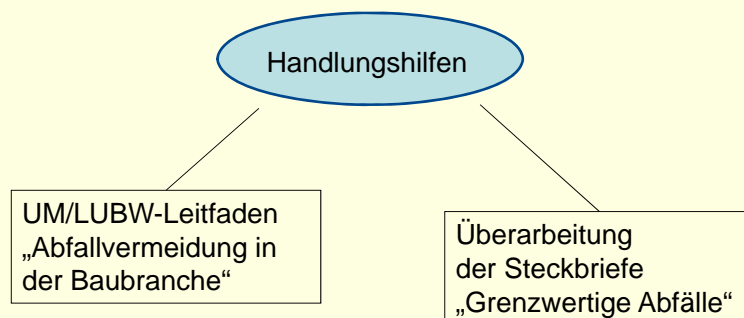 Handlungshilfen
UM/LUBW-Leitfaden
„Abfallvermeidung in
der Baubranche“
Überarbeitung
der Steckbriefe
„Grenzwertige Abfälle“